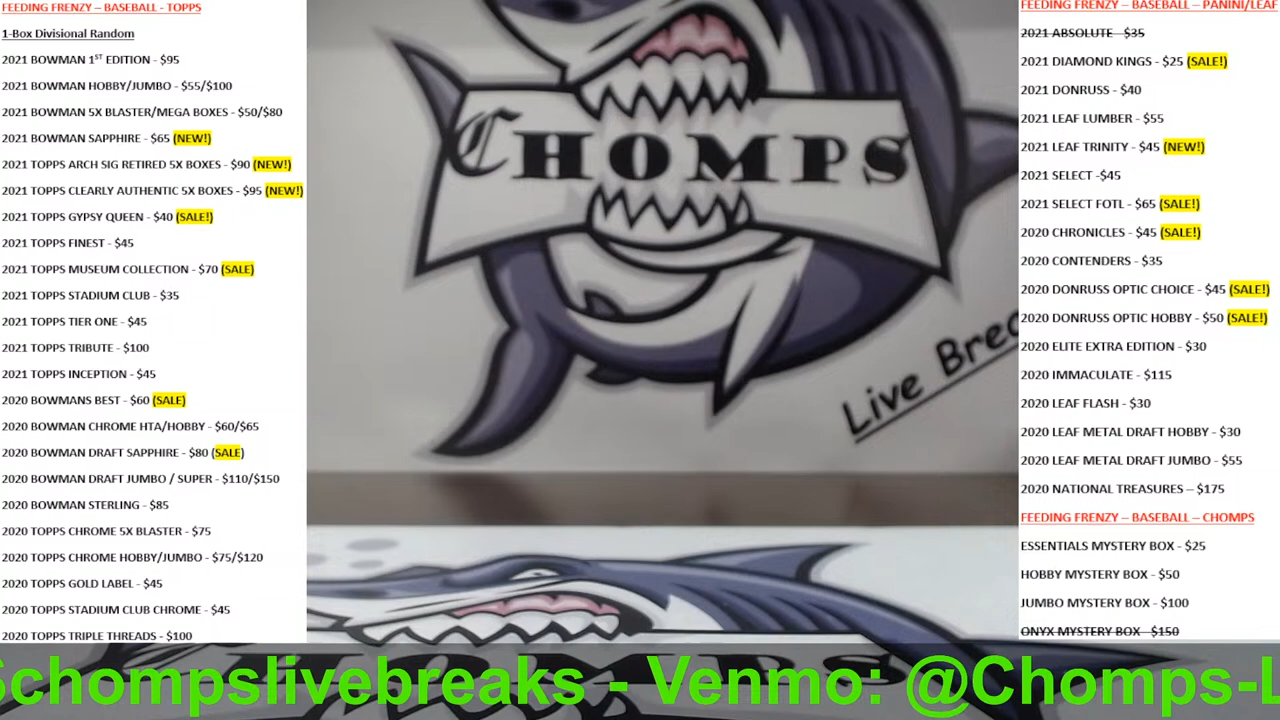 FEEDING FRENZY – BASEBALL - TOPPS
1-Box Divisional Random
2021 BOWMAN 1ST EDITION - $95
2021 BOWMAN HOBBY/JUMBO - $55/$100
2021 BOWMAN 5X BLASTER/MEGA BOXES - $50/$80
2021 BOWMAN SAPPHIRE - $65 (NEW!)
2021 TOPPS ARCH SIG RETIRED 5X BOXES - $90 (NEW!)
2021 TOPPS CLEARLY AUTHENTIC 5X BOXES - $95 (NEW!)
2021 TOPPS GYPSY QUEEN - $40 (SALE!)
2021 TOPPS FINEST - $45
2021 TOPPS MUSEUM COLLECTION - $70 (SALE)
2021 TOPPS STADIUM CLUB - $35
2021 TOPPS TIER ONE - $45
2021 TOPPS TRIBUTE - $100
2021 TOPPS INCEPTION - $45
2020 BOWMANS BEST - $60 (SALE)
2020 BOWMAN CHROME HTA/HOBBY - $60/$65
2020 BOWMAN DRAFT SAPPHIRE - $80 (SALE)
2020 BOWMAN DRAFT JUMBO / SUPER - $110/$150
2020 BOWMAN STERLING - $85
2020 TOPPS CHROME 5X BLASTER - $75
2020 TOPPS CHROME HOBBY/JUMBO - $75/$120
2020 TOPPS GOLD LABEL - $45
2020 TOPPS STADIUM CLUB CHROME - $45
2020 TOPPS TRIPLE THREADS - $100
CHOMPS
Live Brea
FEEDING FRENZY – BASEBALL – PANINI/LEAF
2021 ABSOLUTE - $35
2021 DIAMOND KINGS - $25 (SALE!)
2021 DONRUSS - $40
2021 LEAF LUMBER - $55
2021 LEAF TRINITY - $45 (NEW!)
2021 SELECT -$45
2021 SELECT FOTL - $65 (SALE!)
2020 CHRONICLES - $45 (SALE!)
2020 CONTENDERS - $35
2020 DONRUSS OPTIC CHOICE - $45 (SALE!)
2020 DONRUSS OPTIC HOBBY - $50 (SALE!)
2020 ELITE EXTRA EDITION - $30
2020 IMMACULATE - $115
2020 LEAF FLASH - $30
2020 LEAF METAL DRAFT HOBBY - $30
2020 LEAF METAL DRAFT JUMBO - $55
2020 NATIONAL TREASURES – $175
FEEDING FRENZY – BASEBALL – CHOMPS
ESSENTIALS MYSTERY BOX - $25
HOBBY MYSTERY BOX - $50
JUMBO MYSTERY BOX - $100
ONYX MYSTERY BOX - $150
$chompslivebreaks - Venmo: @Chomps-L